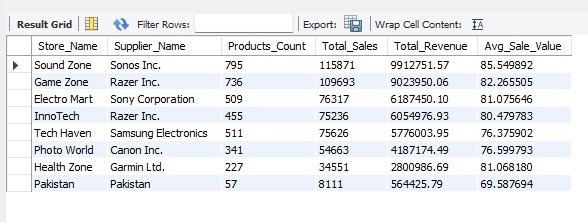 Result Grid Filter Rows: Export: Wrap Cell Content: IA
Store_Name Supplier_Name Products_Count Total_Sales Total_Revenue Avg_Sale_Value
Sound Zone Sonos Inc. 795 115871 9912751.57 85.549892
Game Zone Razer Inc. 736 109693 9023950.06 82.265505
Electro Mart Sony Corporation 509 76317 6187450.10 81.075646
InnoTech Razer Inc. 455 75236 6054976.93 80.479783
Tech Haven Samsung Electronics 511 75626 5776003.95 76.375902
Photo World Canon Inc. 341 54663 4187174.49 76.599793
Health Zone Garmin Ltd. 227 34551 2800986.69 81.068180
Pakistan Pakistan 57 8111 564425.79 69.587694